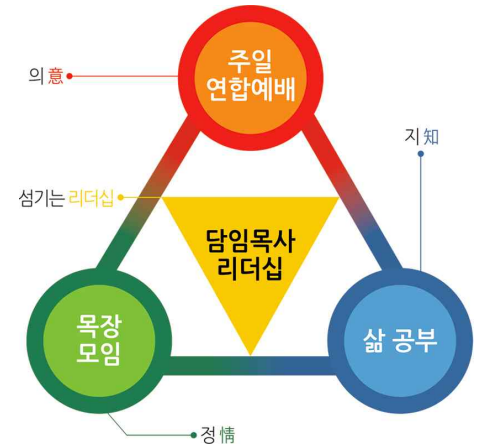 주일
연합예배
의 意
지 知
섬기는 리더십
담임목사
리더십
목장
모임
삶 공부
정 情